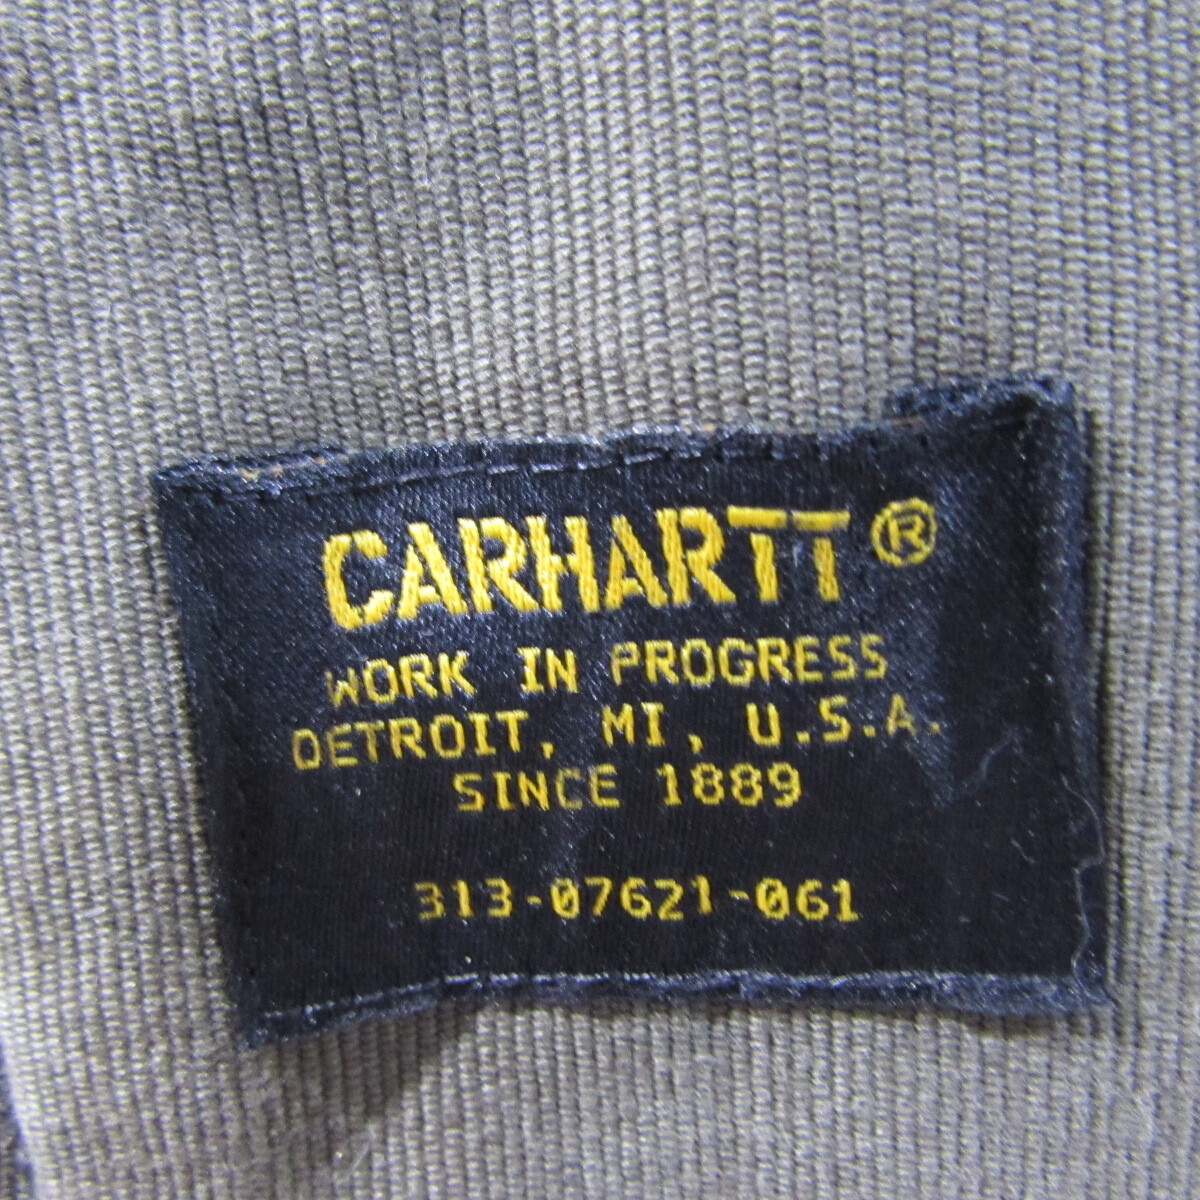 CARHARTT®
WORK IN PROGRESS
DETROIT, MI, U.S.A.
SINCE 1889
313-07621-061